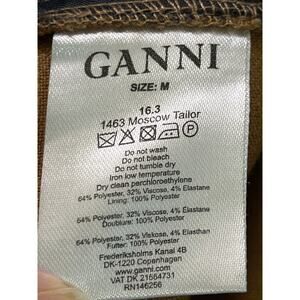 GANNI
SIZE: M
16.3
1463 Moscow Tailor
Do not wash
Do not bleach
Do not tumble dry
Iron low temperature
Dry clean perchloroethylene
64% Polyester, 32% Viscose, 4% Elastane
Lining: 100% Polyester
64% Polyester, 32% Viscose, 4% Elastane
Doublure: 100% Polyester
64% Polyester, 32% Viskose, 4% Elasthan
Futter: 100% Polyester
Frederiksholms Kanal 4B
DK-1220 Copenhagen
www.ganni.com
VAT DK 21554731
RN146256